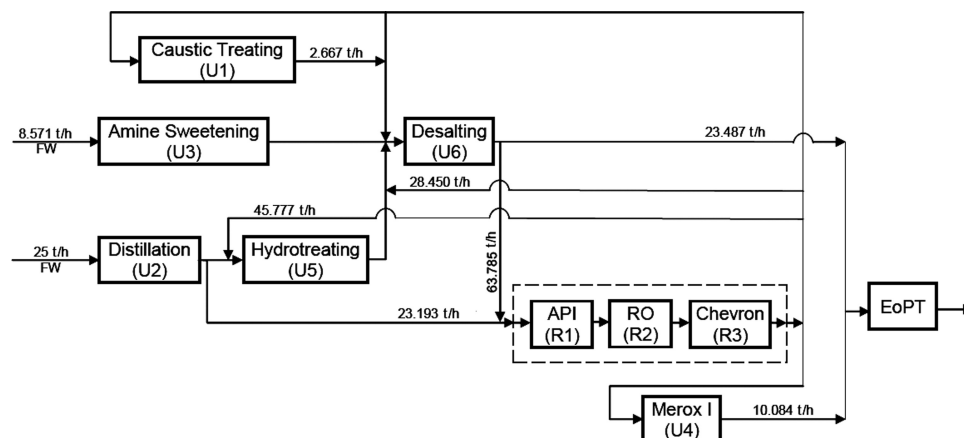 Caustic Treating
(U1)
2.667 t/h
8.571 t/h
FW
Amine Sweetening
(U3)
Desalting
(U6)
23.487 t/h
28.450 t/h
45.777 t/h
25 t/h
FW
Distillation
(U2)
Hydrotreating
(U5)
63.785 t/h
23.193 t/h
API
(R1)
RO
(R2)
Chevron
(R3)
EoPT
Merox I
(U4)
10.084 t/h